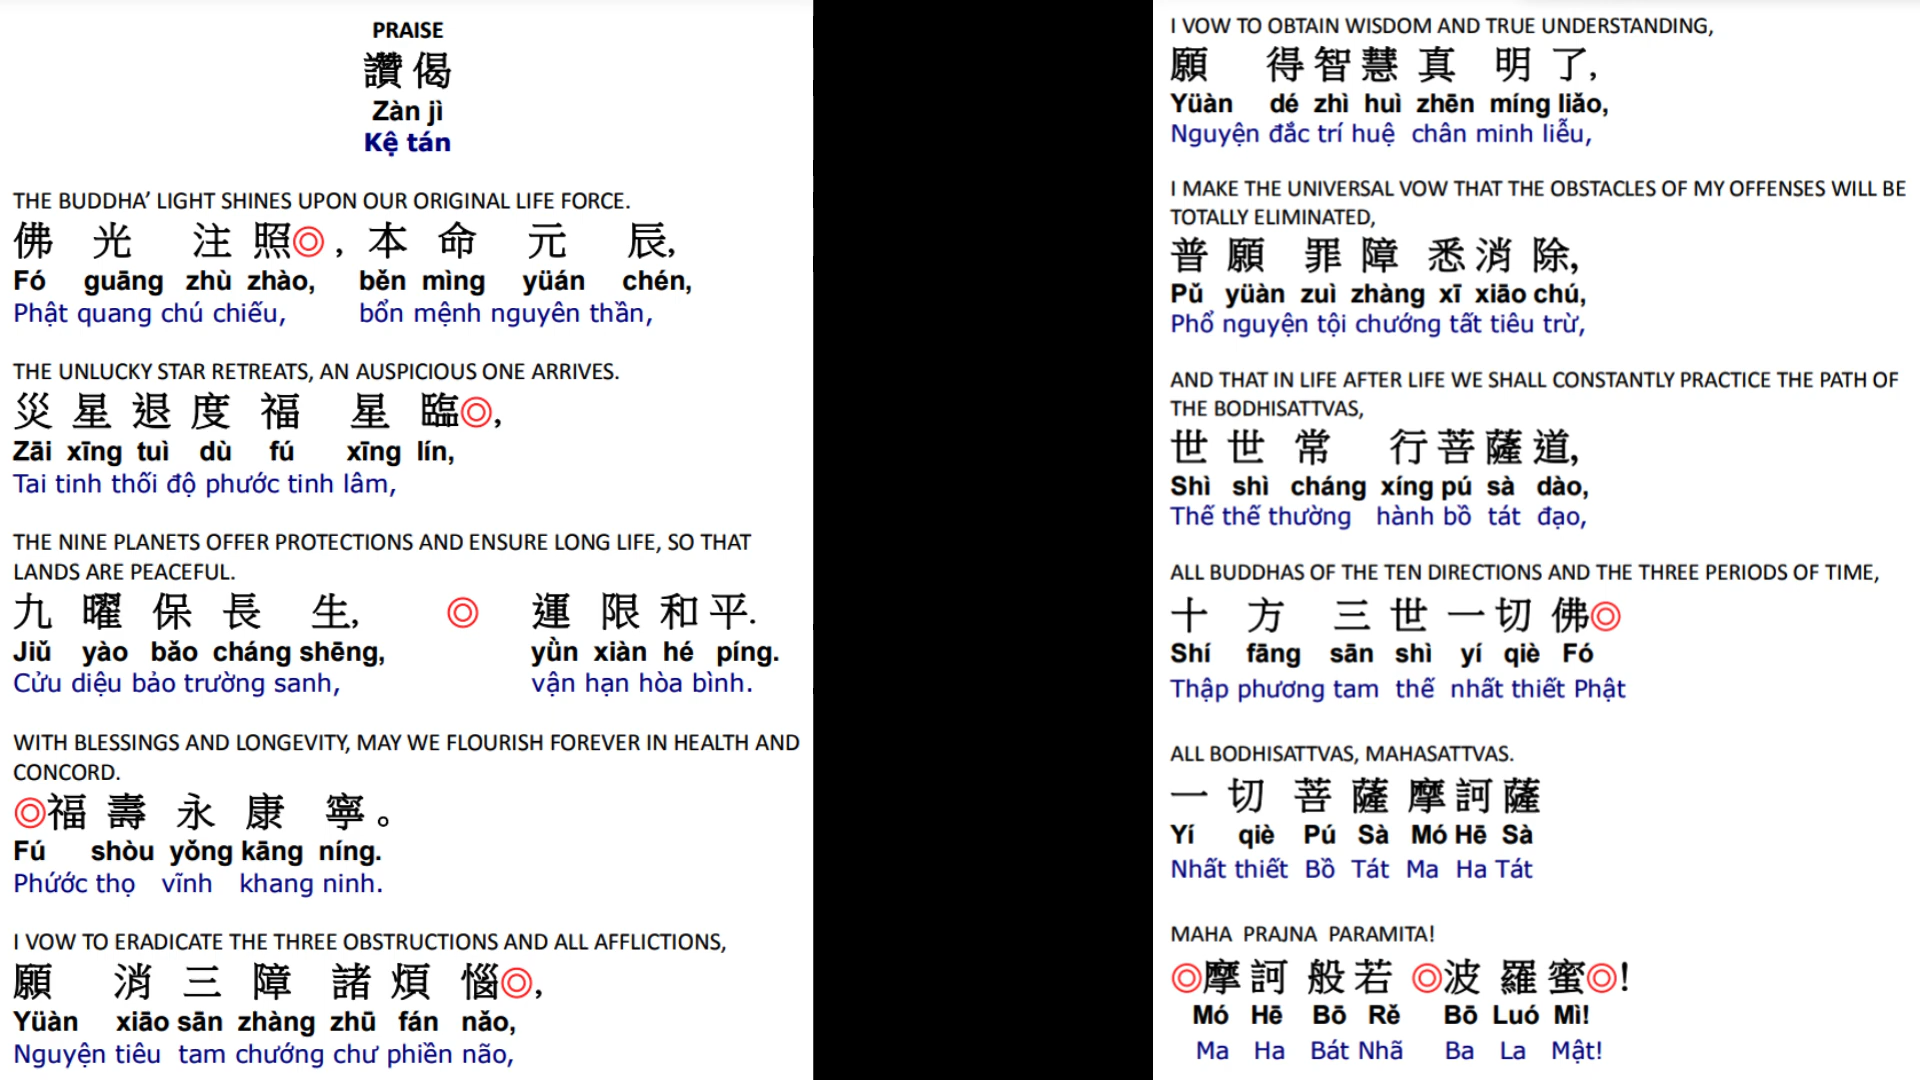 PRAISE
讚偈
Zàn jì
Kệ tán
THE BUDDHA’ LIGHT SHINES UPON OUR ORIGINAL LIFE FORCE.
佛 光 注 照◎, 本 命 元 辰,
Fó guāng zhù zhào, běn mìng yüán chén,
Phật quang chú chiếu, bổn mệnh nguyên thần,
THE UNLUCKY STAR RETREATS, AN AUSPICIOUS ONE ARRIVES.
災 星 退 度 福 星 臨◎,
Zāi xīng tuì dù fú xīng lín,
Tai tinh thối độ phước tinh lâm,
THE NINE PLANETS OFFER PROTECTIONS AND ENSURE LONG LIFE, SO THAT
LANDS ARE PEACEFUL.
九 曜 保 長 生, ◎ 運 限 和 平.
Jiǔ yào bǎo cháng shēng, yǜn xiàn hé píng.
Cửu diệu bảo trường sanh, vận hạn hòa bình.
WITH BLESSINGS AND LONGEVITY, MAY WE FLOURISH FOREVER IN HEALTH AND
CONCORD.
◎福 壽 永 康 寧。
Fú shòu yǒng kāng níng.
Phứớc thọ vĩnh khang ninh.
I VOW TO ERADICATE THE THREE OBSTRUCTIONS AND ALL AFFLICTIONS,
願 消 三 障 諸 煩 惱◎,
Yüàn xiāo sān zhàng zhū fán nǎo,
Nguyện tiêu tam chướng chư phiền não,
I VOW TO OBTAIN WISDOM AND TRUE UNDERSTANDING,
願 得 智 慧 真 明 了,
Yüàn dé zhì huì zhēn míng liǎo,
Nguyện đắc trí huệ chân minh liễu,
I MAKE THE UNIVERSAL VOW THAT THE OBSTACLES OF MY OFFENSES WILL BE
TOTALLY ELIMINATED,
普 願 罪 障 悉 消 除,
Pǔ yüàn zuì zhàng xī xiāo chú,
Phổ nguyện tội chướng tất tiêu trừ,
AND THAT IN LIFE AFTER LIFE WE SHALL CONSTANTLY PRACTICE THE PATH OF
THE BODHISATTVAS,
世 世 常 行 菩 薩 道,
Shì shì cháng xíng pú sà dào,
Thế thế thường hành bồ tát đạo,
ALL BUDDHAS OF THE TEN DIRECTIONS AND THE THREE PERIODS OF TIME,
十 方 三 世 一 切 佛◎
Shí fāng sān shì yí qiè Fó
Thập phương tam thế nhất thiết Phật
ALL BODHISATTVAS, MAHASATTVAS.
一 切 菩 薩 摩 訶 薩
Yí qiè Pú Sà Mó Hē Sà
Nhất thiết Bồ Tát Ma Ha Tát
MAHA PRAJNA PARAMITA!
◎摩 訶 般 若 ◎波 羅 蜜◎!
Mó Hē Bō Rě Bō Luó Mì!
Ma Ha Bát Nhã Ba La Mật!